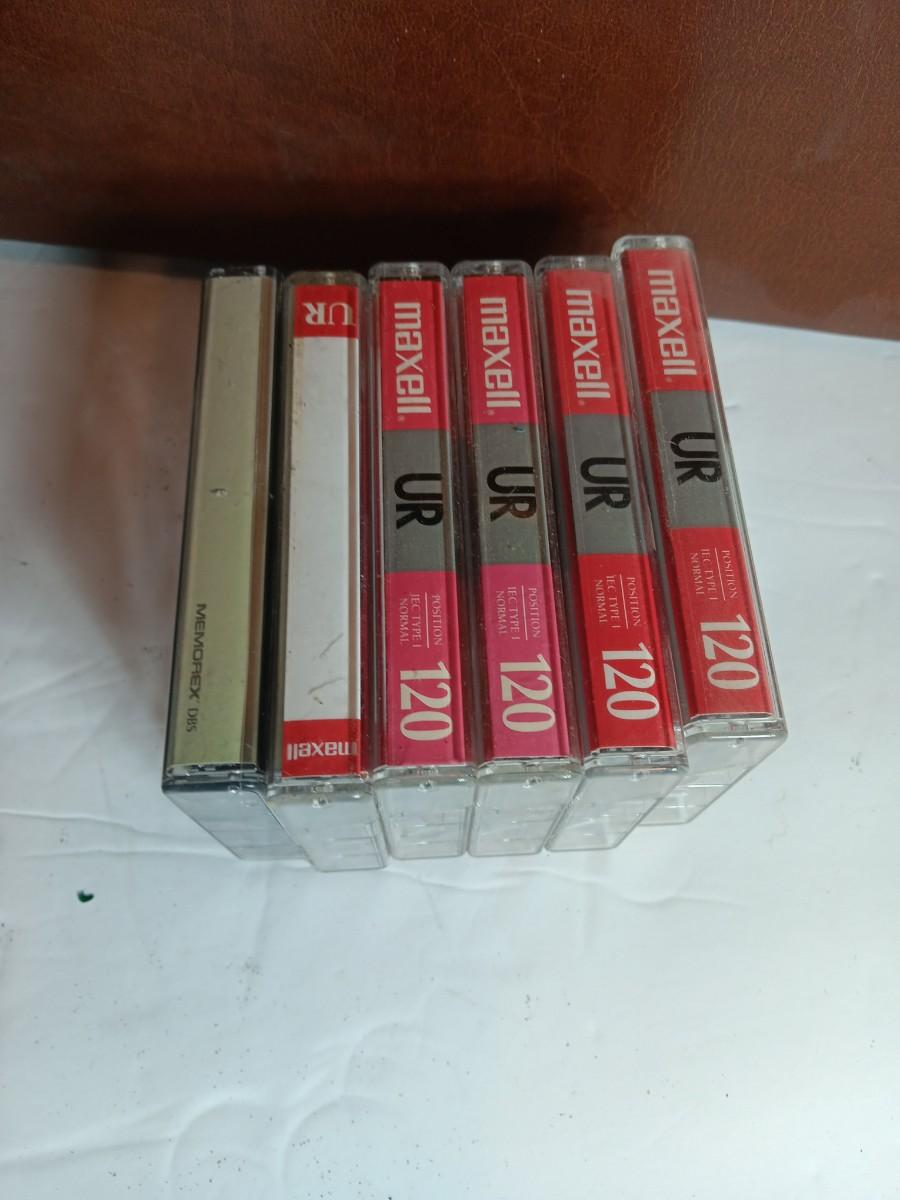 MEMOREX DBS
UR
maxell
maxell
UR
POSITION
IEC TYPE I
NORMAL
120
maxell
UR
POSITION
IEC TYPE I
NORMAL
120
maxell
UR
POSITION
IEC TYPE I
NORMAL
120
maxell
UR
POSITION
IEC TYPE I
NORMAL
120